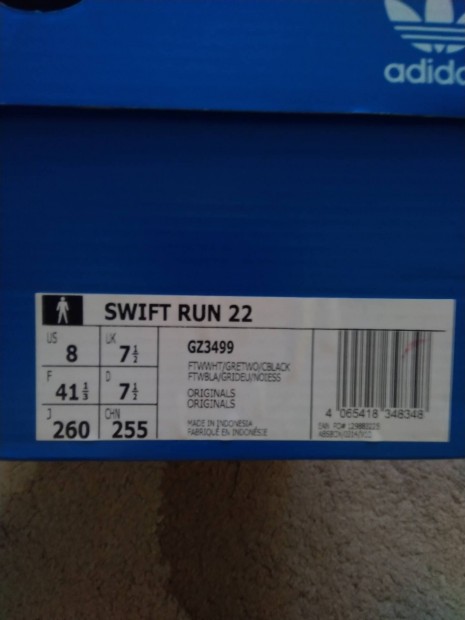 adida
SWIFT RUN 22
US 8 UK 7½
F 41⅓ D 7½
J 260 CHN 255
GZ3499
FTWWHT/GRETWO/CBLACK
FTWBLA/GRIDEU/NOIESS
ORIGINALS
ORIGINALS
MADE IN INDONESIA
FABRIQUÉ EN INDONÉSIE
4 065418 348348